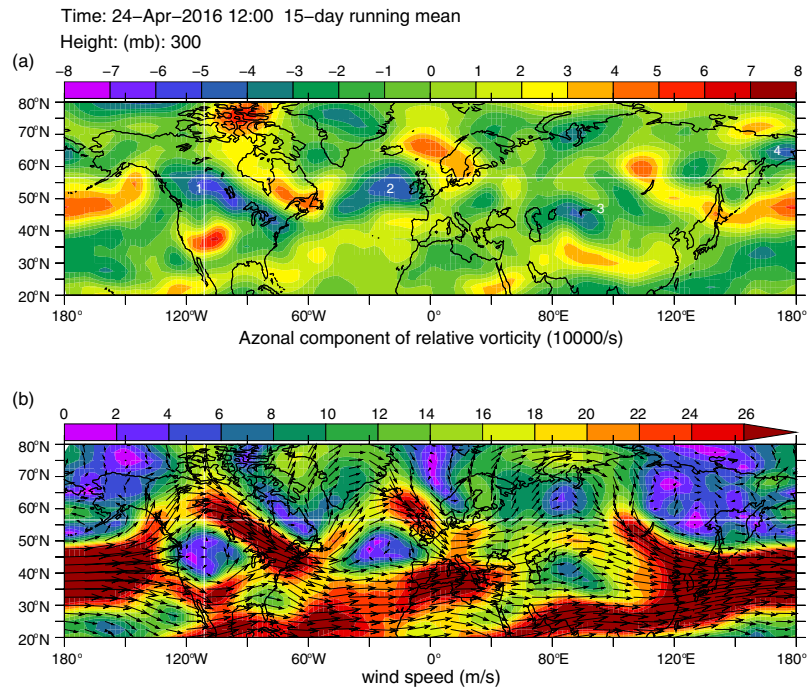 Time: 24−Apr−2016 12:00 15−day running mean
Height: (mb): 300
(a)
−8 −7 −6 −5 −4 −3 −2 −1 0 1 2 3 4 5 6 7 8
80°N
70°N
60°N
50°N
40°N
30°N
20°N
1
2
3
4
180° 120°W 60°W 0° 60°E 120°E 180°
Azonal component of relative vorticity (10000/s)
(b)
0 2 4 6 8 10 12 14 16 18 20 22 24 26
80°N
70°N
60°N
50°N
40°N
30°N
20°N
180° 120°W 60°W 0° 60°E 120°E 180°
wind speed (m/s)